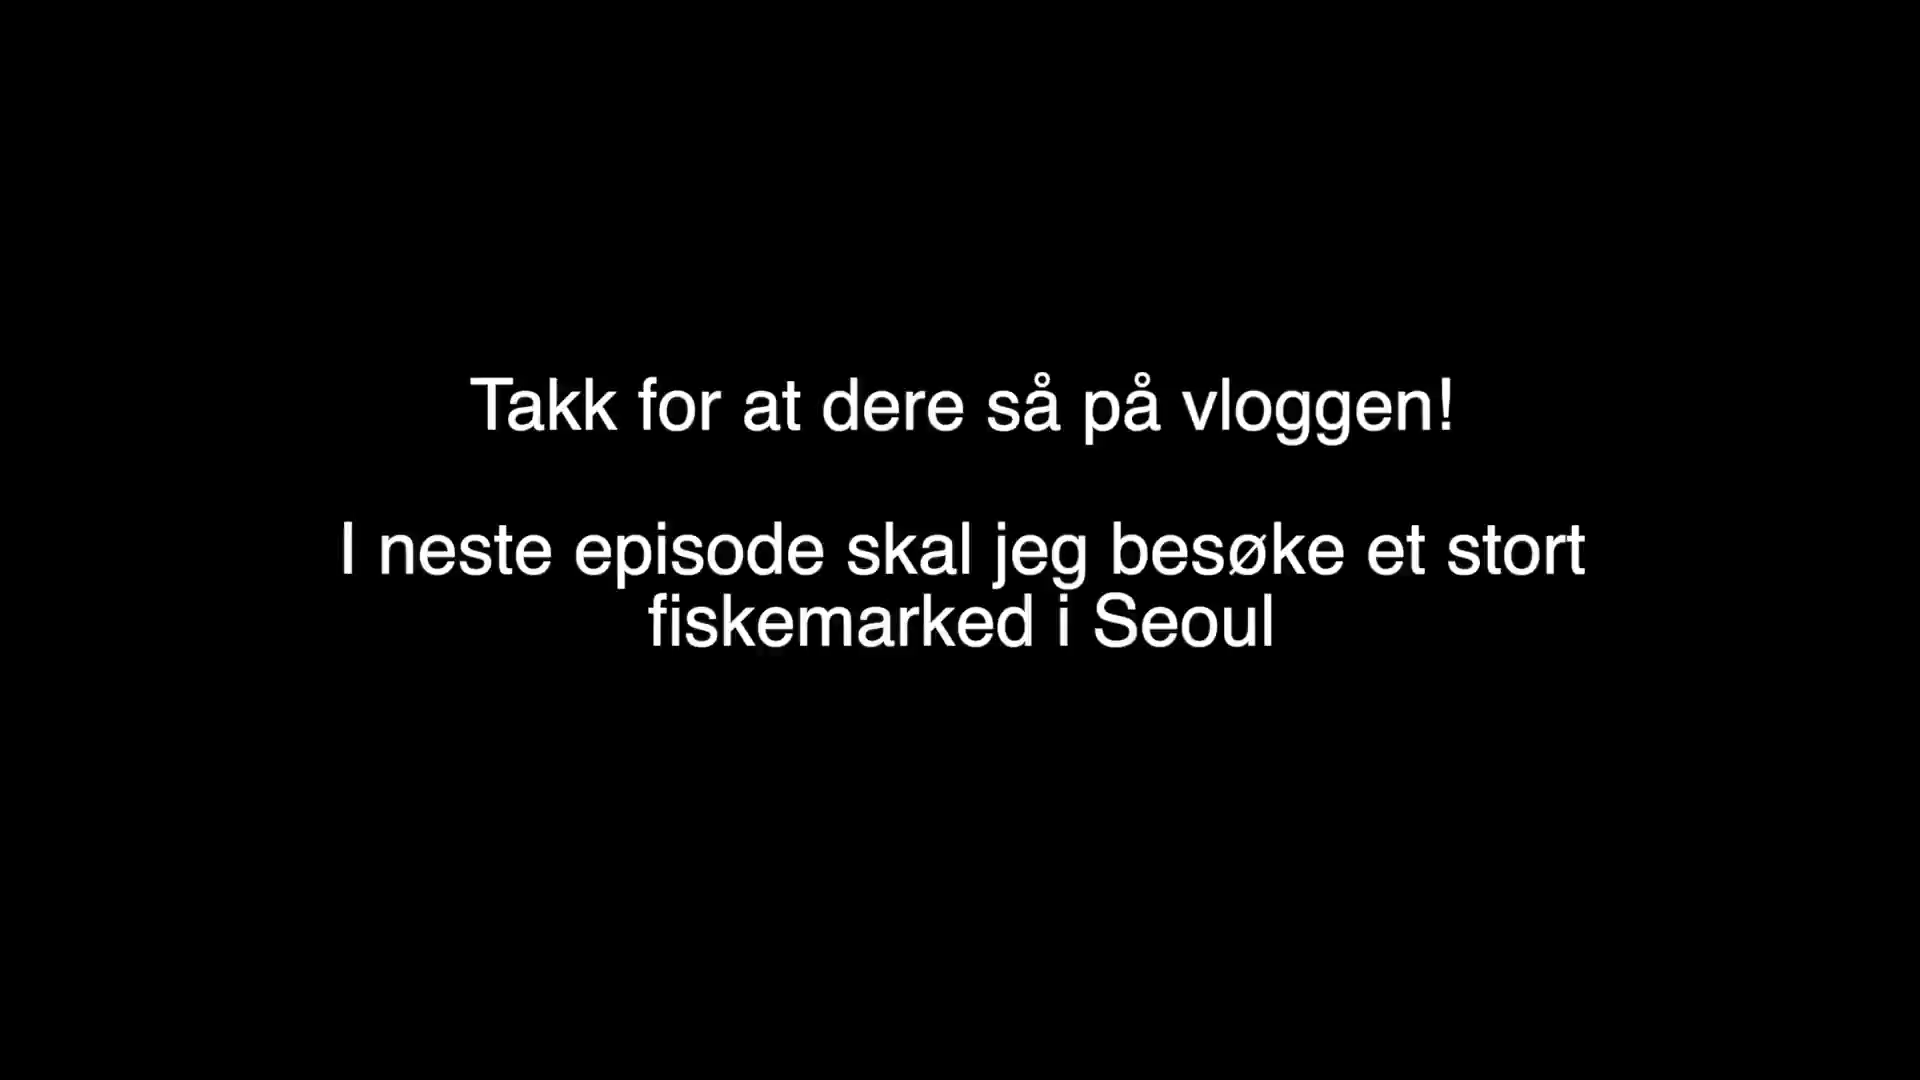 Takk for at dere så på vloggen!
I neste episode skal jeg besøke et stort
fiskemarked i Seoul